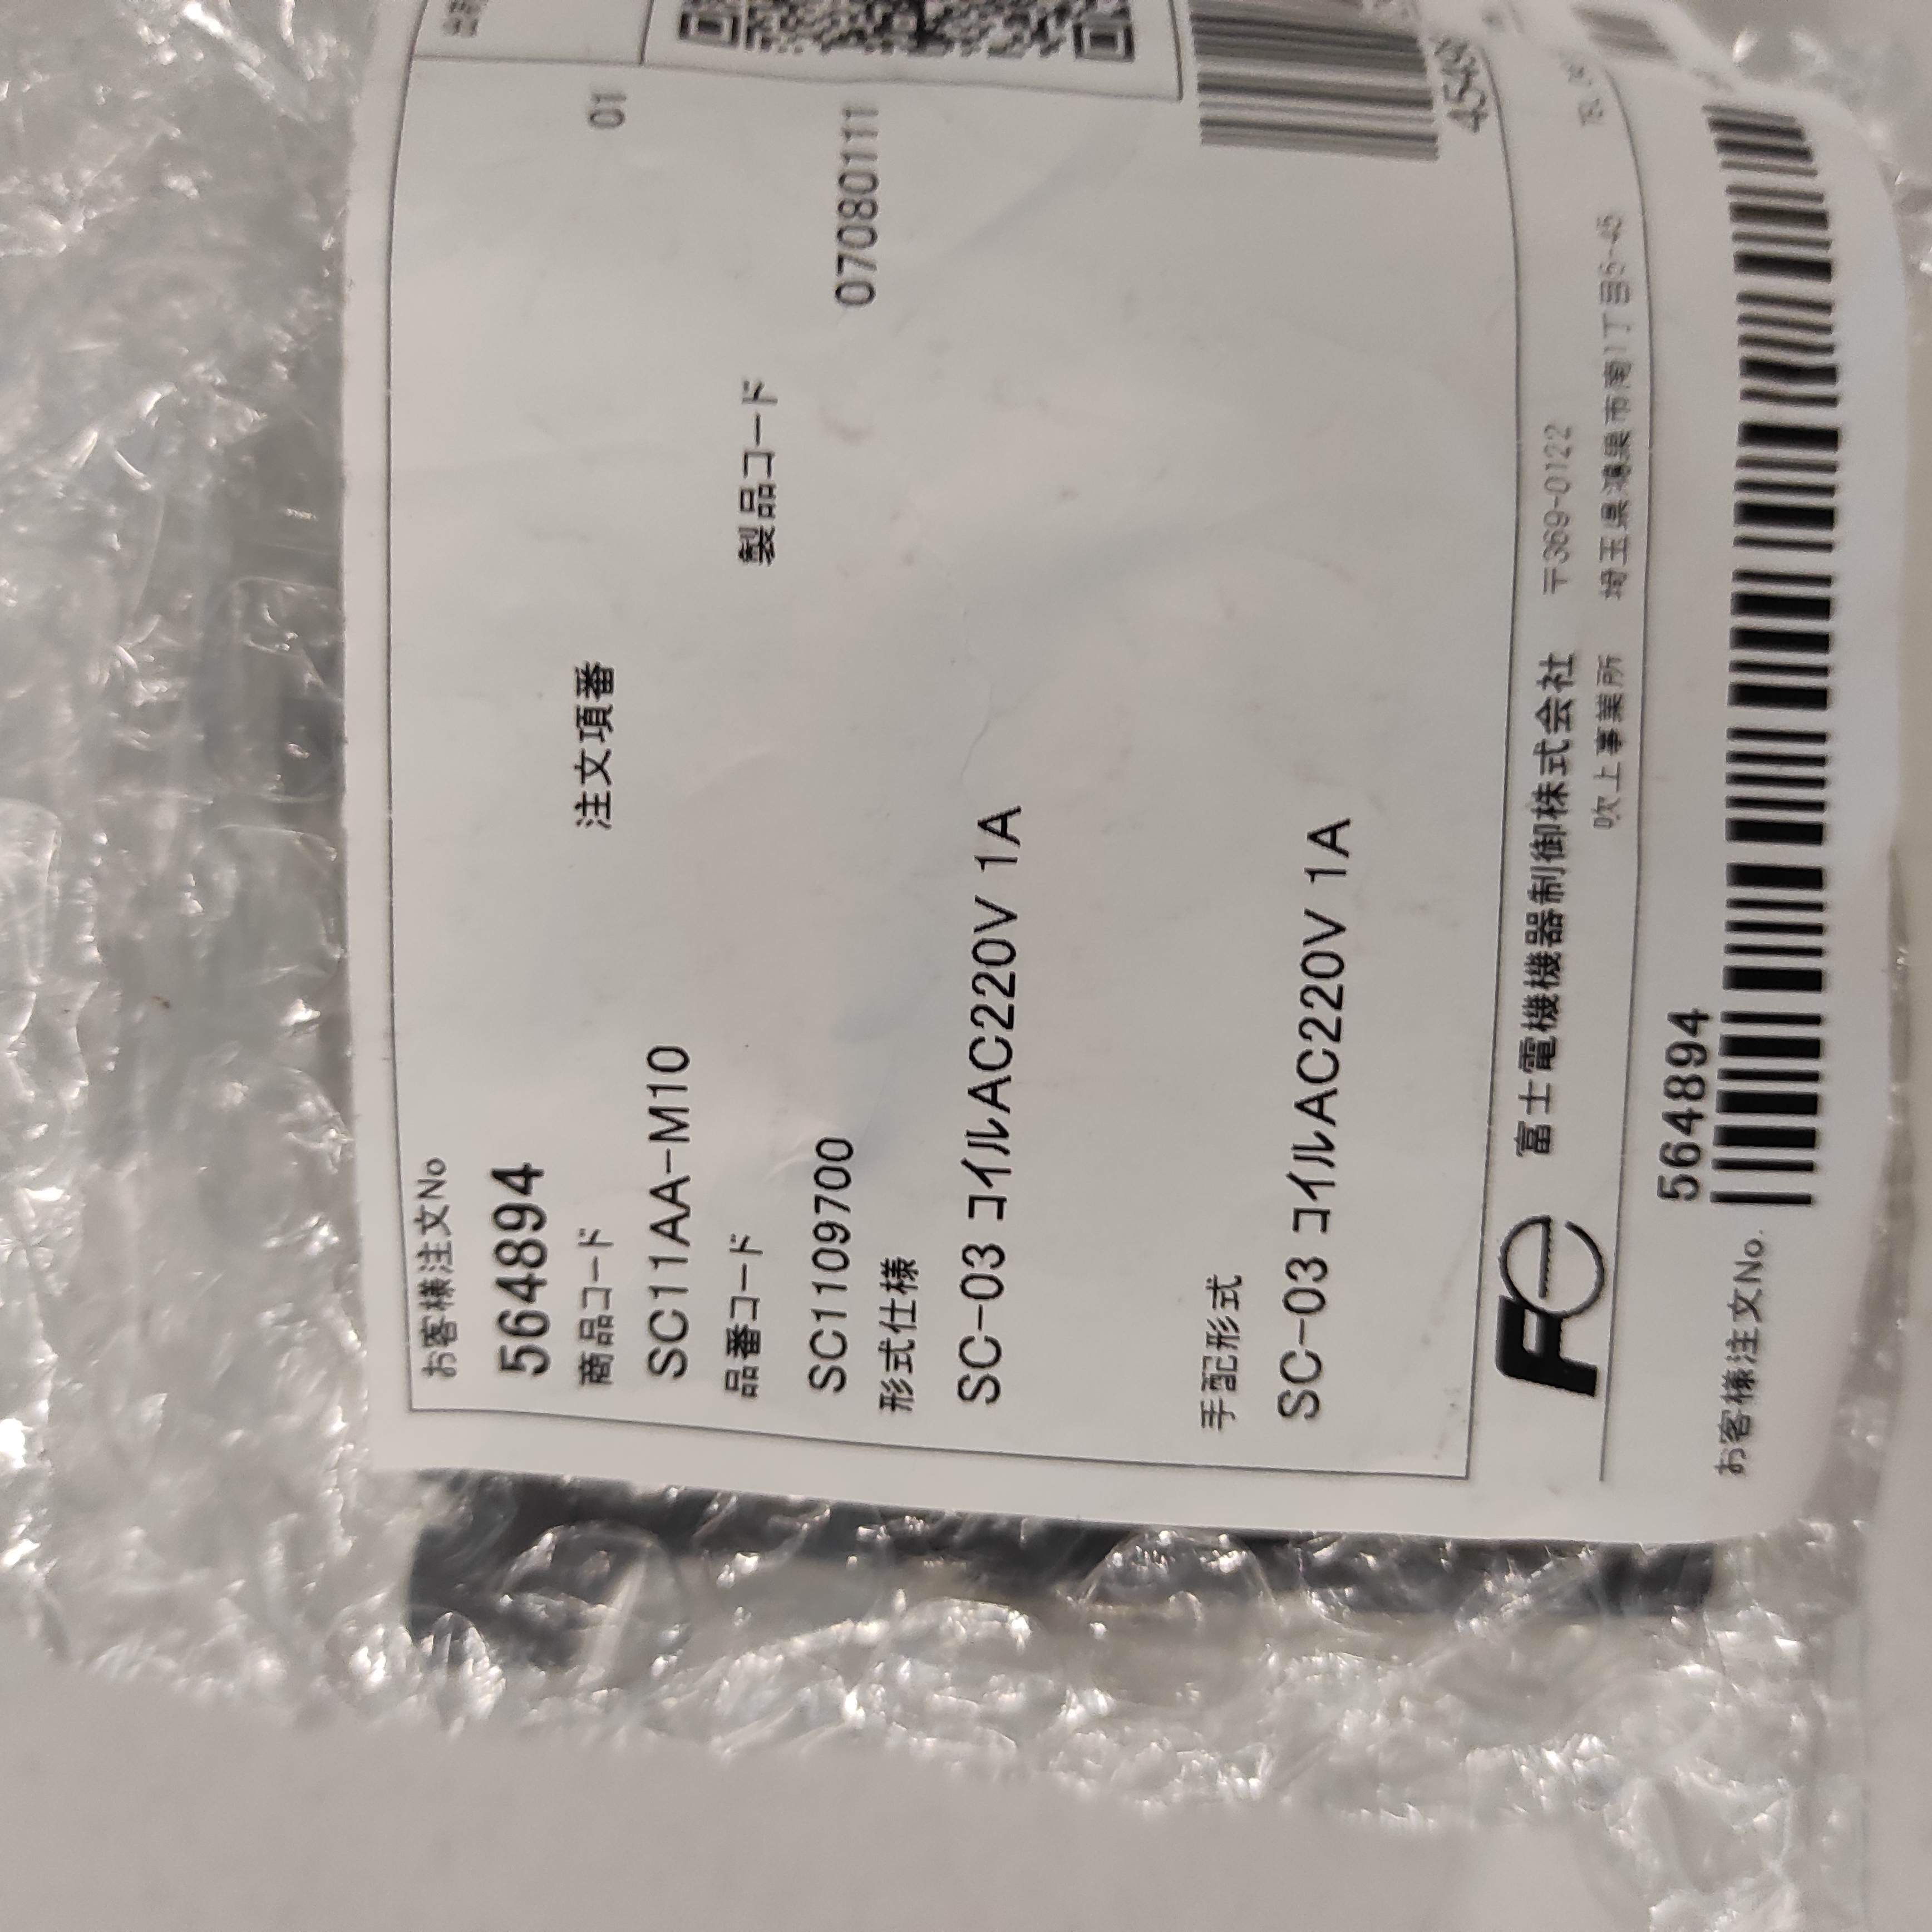 お客様注文No
564894
商品コード
注文項番
01
SC11AA-M10
品番コード
製品コード
SC1109700
07080111
形式仕様
SC-03 コイルAC220V 1A
手配形式
SC-03 コイルAC220V 1A
4548
Fe 富士電機機器制御株式会社 〒369-0122
吹上事業所 埼玉県鴻巣市南1丁目5-45
564894
お客様注文No.